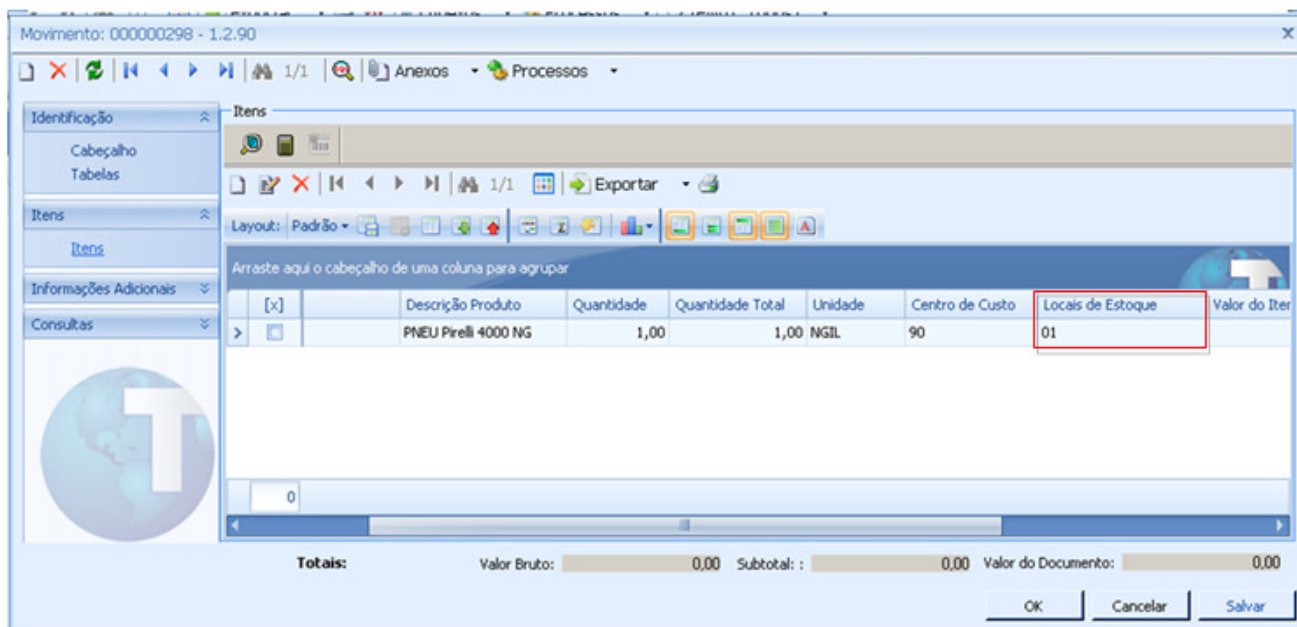 Movimento: 000000298 - 1.2.90
x
1/1 Anexos Processos
Identificação
Cabeçalho
Tabelas
Itens
Itens
Informações Adicionais
Consultas
Itens
1/1 Exportar
Layout: Padrão
Arraste aqui o cabeçalho de uma coluna para agrupar
[x] Descrição Produto Quantidade Quantidade Total Unidade Centro de Custo Locais de Estoque Valor do Iter
PNEU Pirelli 4000 NG 1,00 1,00 NGIL 90 01
0
Totais: Valor Bruto: 0,00 Subtotal: : 0,00 Valor do Documento: 0,00
OK Cancelar Salvar